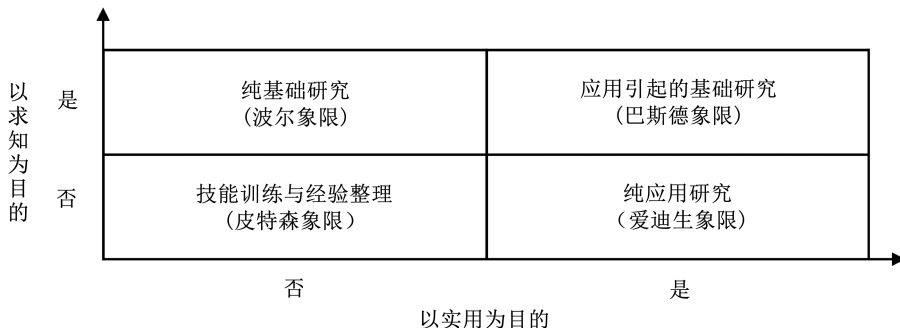 以求知为目的
是
纯基础研究
(波尔象限)
应用引起的基础研究
(巴斯德象限)
否
技能训练与经验整理
(皮特森象限）
纯应用研究
（爱迪生象限)
否
是
以实用为目的